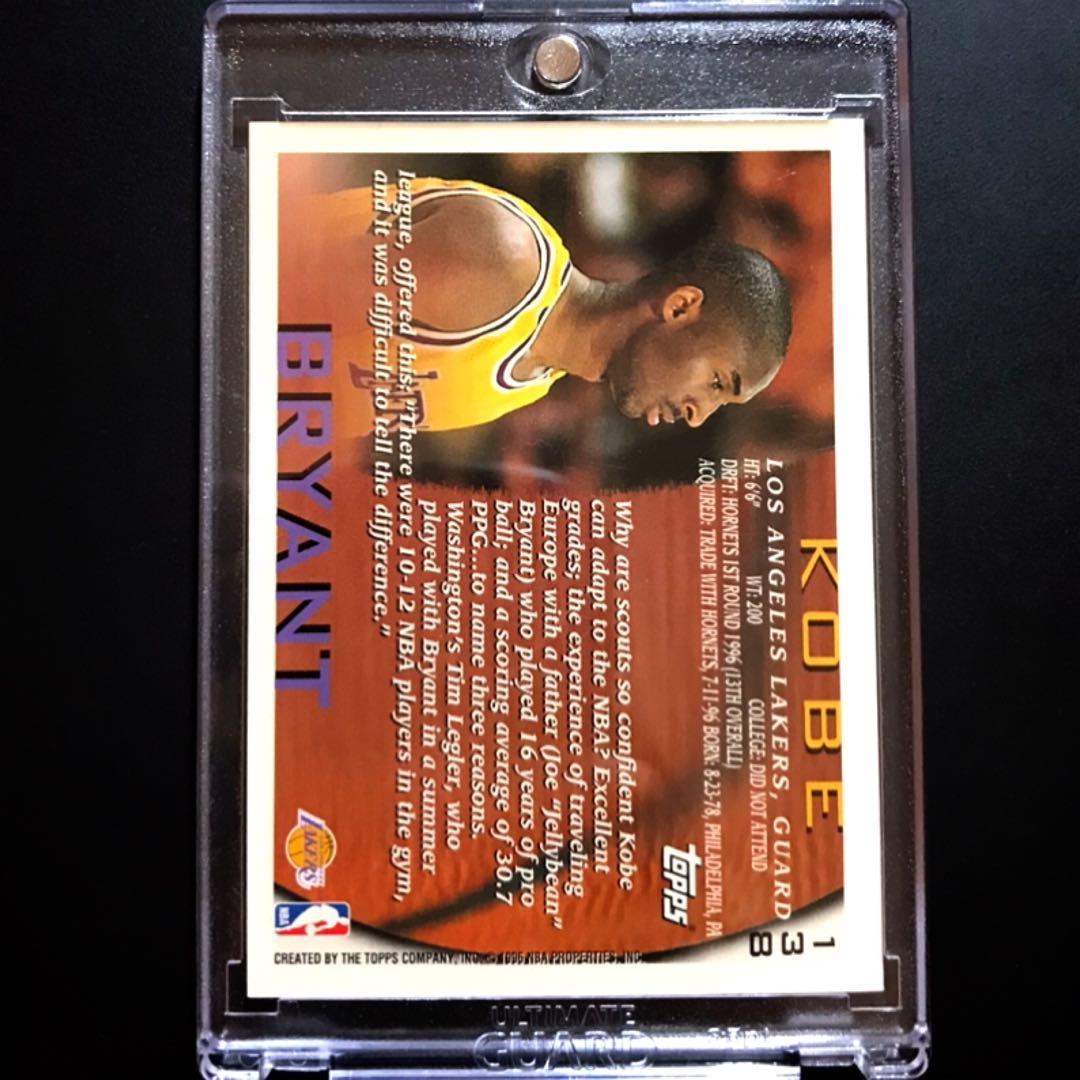 KOBE
LOS ANGELES LAKERS, GUARD
138
HT: 6'6" WT: 200 COLLEGE: DID NOT ATTEND
DRFT: HORNETS 1ST ROUND 1996 (13TH OVERALL)
ACQUIRED: TRADE WITH HORNETS, 7-11-96 BORN: 8-23-78, PHILADELPHIA, PA
TOPPS
Why are scouts so confident Kobe
can adapt to the NBA? Excellent
grades; the experience of traveling
Europe with a father (Joe "Jellybean"
Bryant) who played 16 years of pro
ball; and a scoring average of 30.7
PPG...to name three reasons.
Washington's Tim Legler, who
played with Bryant in a summer
league, offered this: "There were 10-12 NBA players in the gym,
and it was difficult to tell the difference."
BRYANT
LAKERS
NBA
CREATED BY THE TOPPS COMPANY, INC. © 1996 NBA PROPERTIES, INC.
ULTIMATE
GUARD